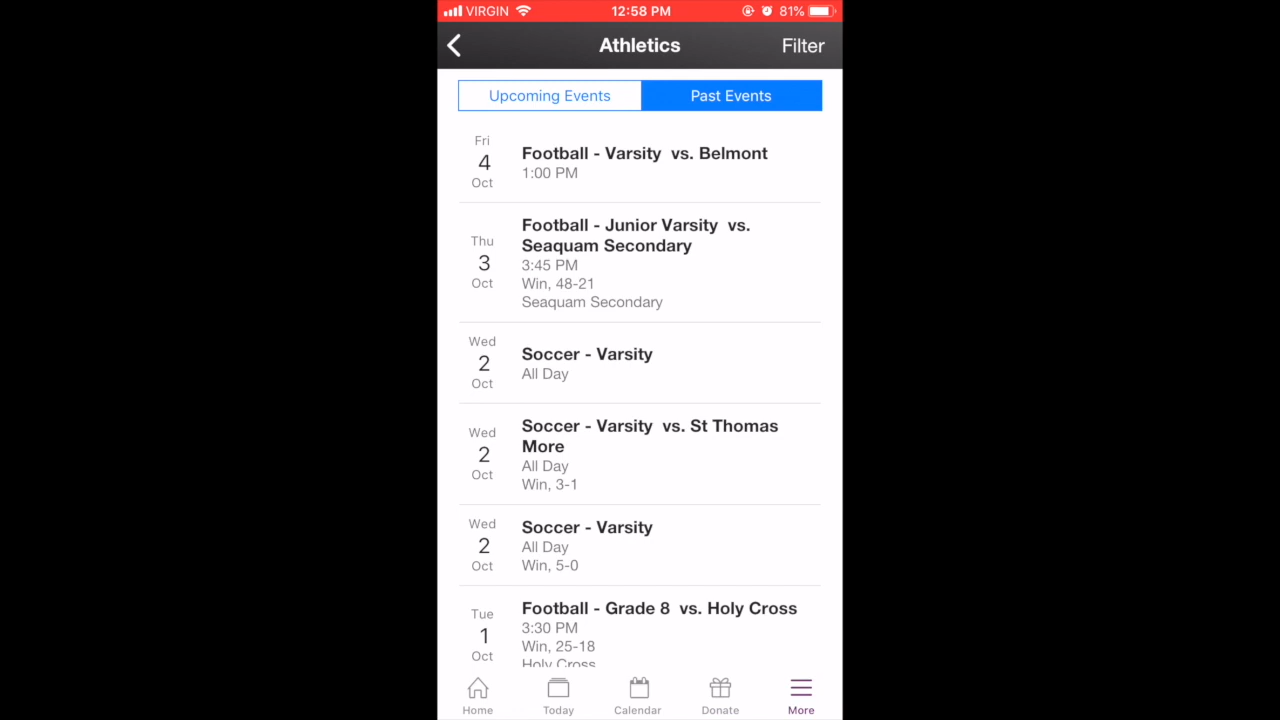 VIRGIN 12:58 PM 81%
Athletics Filter
Upcoming Events Past Events
Fri
4
Oct
Football - Varsity vs. Belmont
1:00 PM
Thu
3
Oct
Football - Junior Varsity vs.
Seaquam Secondary
3:45 PM
Win, 48-21
Seaquam Secondary
Wed
2
Oct
Soccer - Varsity
All Day
Wed
2
Oct
Soccer - Varsity vs. St Thomas
More
All Day
Win, 3-1
Wed
2
Oct
Soccer - Varsity
All Day
Win, 5-0
Tue
1
Oct
Football - Grade 8 vs. Holy Cross
3:30 PM
Win, 25-18
Holy Cross
Home Today Calendar Donate More